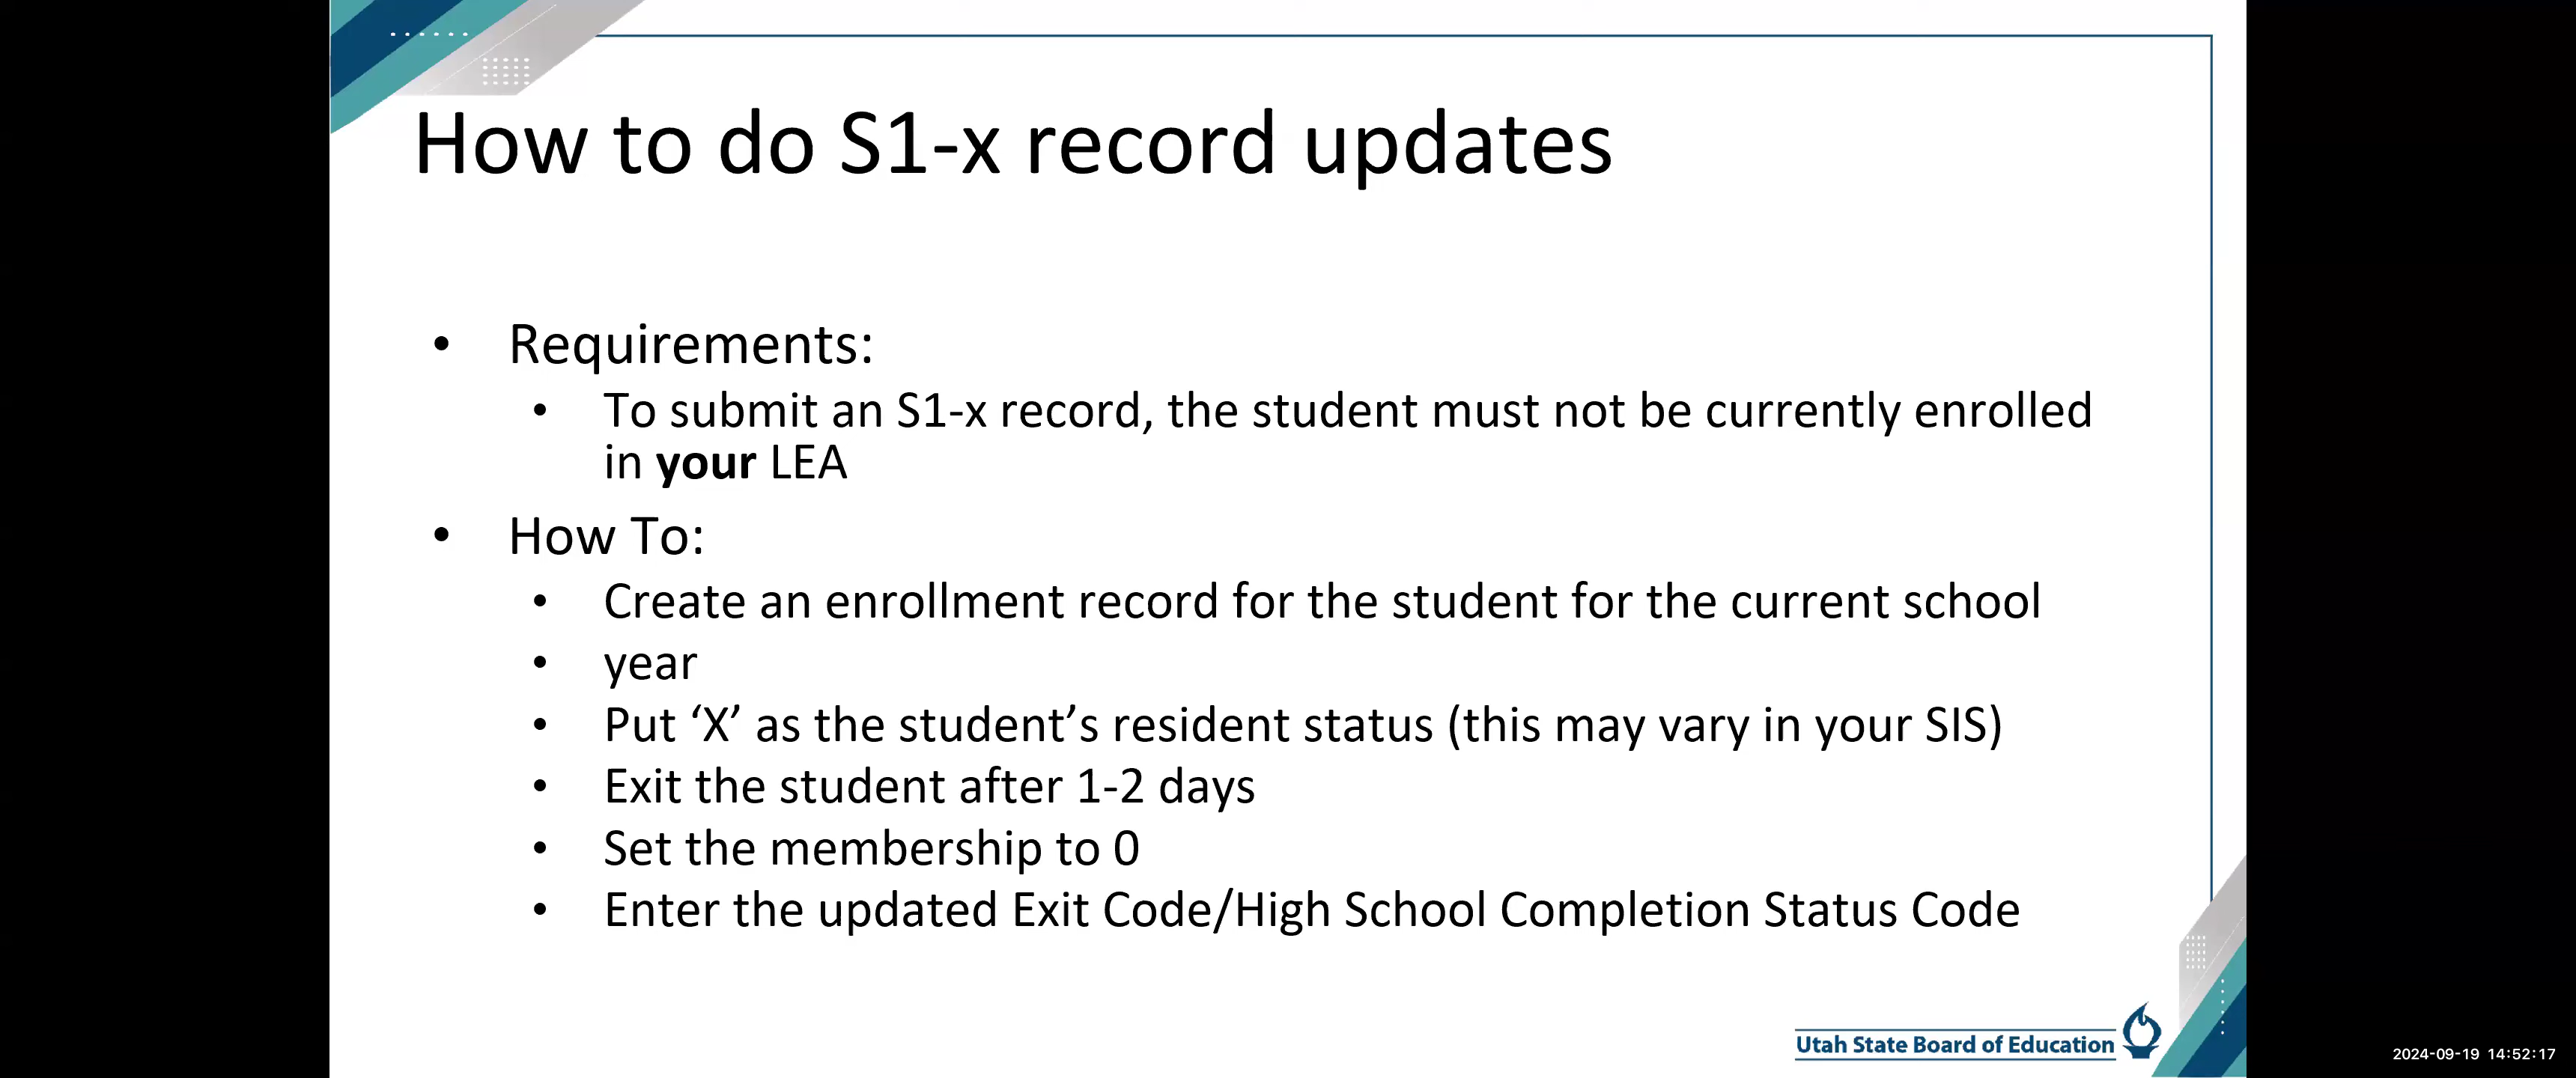 How to do S1-x record updates
• Requirements:
• To submit an S1-x record, the student must not be currently enrolled
in your LEA
• How To:
• Create an enrollment record for the student for the current school
• year
• Put ‘X’ as the student’s resident status (this may vary in your SIS)
• Exit the student after 1-2 days
• Set the membership to 0
• Enter the updated Exit Code/High School Completion Status Code
Utah State Board of Education
2024-09-19 14:52:17